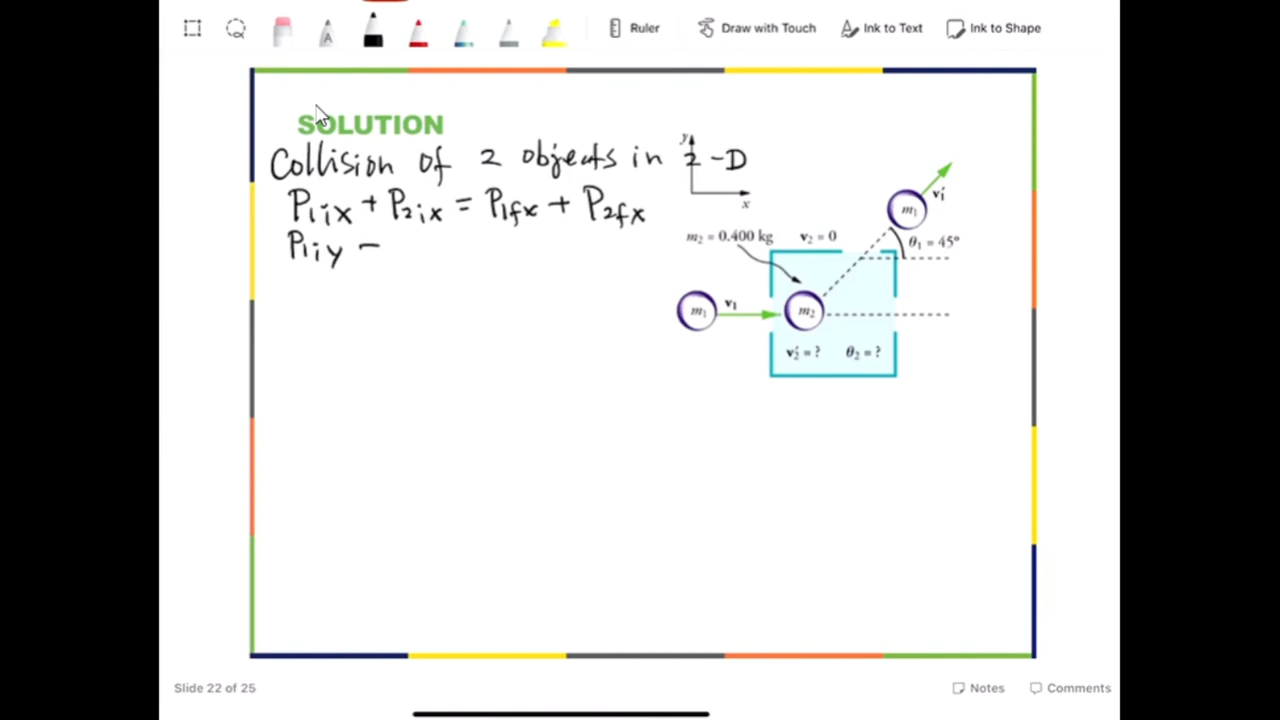 A
Ruler
Draw with Touch
Ink to Text
Ink to Shape
SOLUTION
Collision of 2 objects in 2-D
P₁ᵢx + P₂ᵢx = P₁fx + P₂fx
P₁ᵢy −
y
x
m₂ = 0.400 kg v₂ = 0
m₁
v₁
m₂
v′₂ = ? θ₂ = ?
m₁
v′₁
θ₁ = 45°
Slide 22 of 25
Notes
Comments